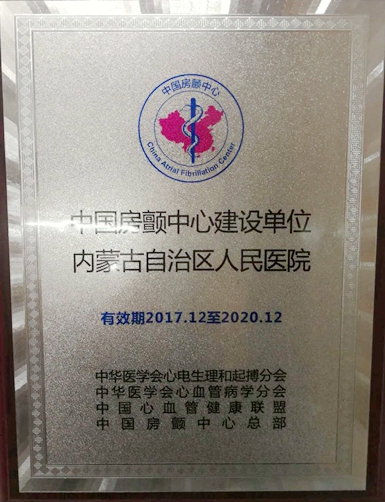 中国房颤中心
China Atrial Fibrillation Center
中国房颤中心建设单位
内蒙古自治区人民医院
有效期2017.12至2020.12
中华医学会心电生理和起搏分会
中华医学会心血管病学分会
中国心血管健康联盟
中国房颤中心总部